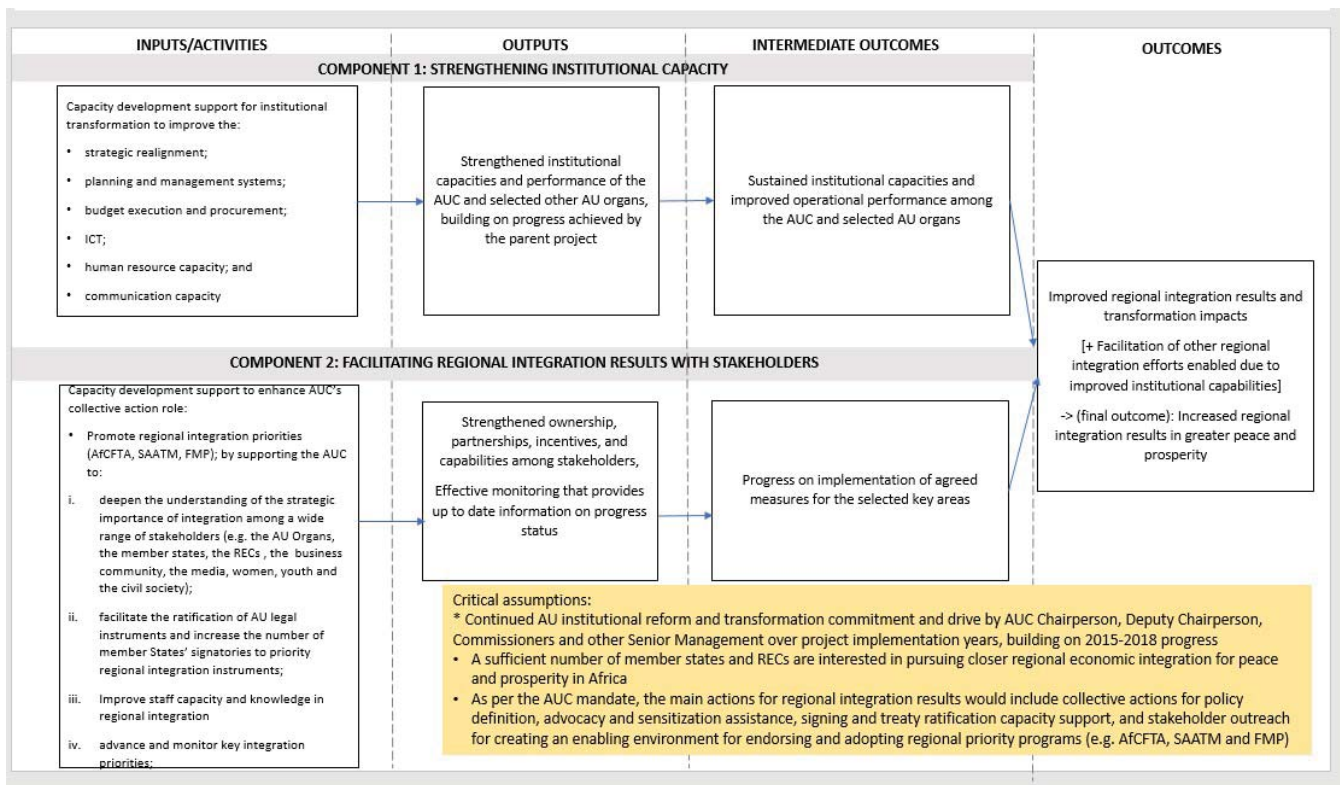 INPUTS/ACTIVITIES
OUTPUTS
INTERMEDIATE OUTCOMES
OUTCOMES
COMPONENT 1: STRENGTHENING INSTITUTIONAL CAPACITY
Capacity development support for institutional
transformation to improve the:
• strategic realignment;
• planning and management systems;
• budget execution and procurement;
• ICT;
• human resource capacity; and
• communication capacity
Strengthened institutional
capacities and performance of the
AUC and selected other AU organs,
building on progress achieved by
the parent project
Sustained institutional capacities and
improved operational performance among
the AUC and selected AU organs
Improved regional integration results and
transformation impacts
[+ Facilitation of other regional
integration efforts enabled due to
improved institutional capabilities]
-> (final outcome): Increased regional
integration results in greater peace and
prosperity
COMPONENT 2: FACILITATING REGIONAL INTEGRATION RESULTS WITH STAKEHOLDERS
Capacity development support to enhance AUC's
collective action role:
• Promote regional integration priorities
(AfCFTA, SAATM, FMP); by supporting the AUC
to:
i. deepen the understanding of the strategic
importance of integration among a wide
range of stakeholders (e.g. the AU Organs,
the member states, the RECs , the business
community, the media, women, youth and
the civil society);
ii. facilitate the ratification of AU legal
instruments and increase the number of
member States' signatories to priority
regional integration instruments;
iii. Improve staff capacity and knowledge in
regional integration
iv. advance and monitor key integration
priorities;
Strengthened ownership,
partnerships, incentives, and
capabilities among stakeholders,
Effective monitoring that provides
up to date information on progress
status
Progress on implementation of agreed
measures for the selected key areas
Critical assumptions:
* Continued AU institutional reform and transformation commitment and drive by AUC Chairperson, Deputy Chairperson,
Commissioners and other Senior Management over project implementation years, building on 2015-2018 progress
• A sufficient number of member states and RECs are interested in pursuing closer regional economic integration for peace
and prosperity in Africa
• As per the AUC mandate, the main actions for regional integration results would include collective actions for policy
definition, advocacy and sensitization assistance, signing and treaty ratification capacity support, and stakeholder outreach
for creating an enabling environment for endorsing and adopting regional priority programs (e.g. AfCFTA, SAATM and FMP)